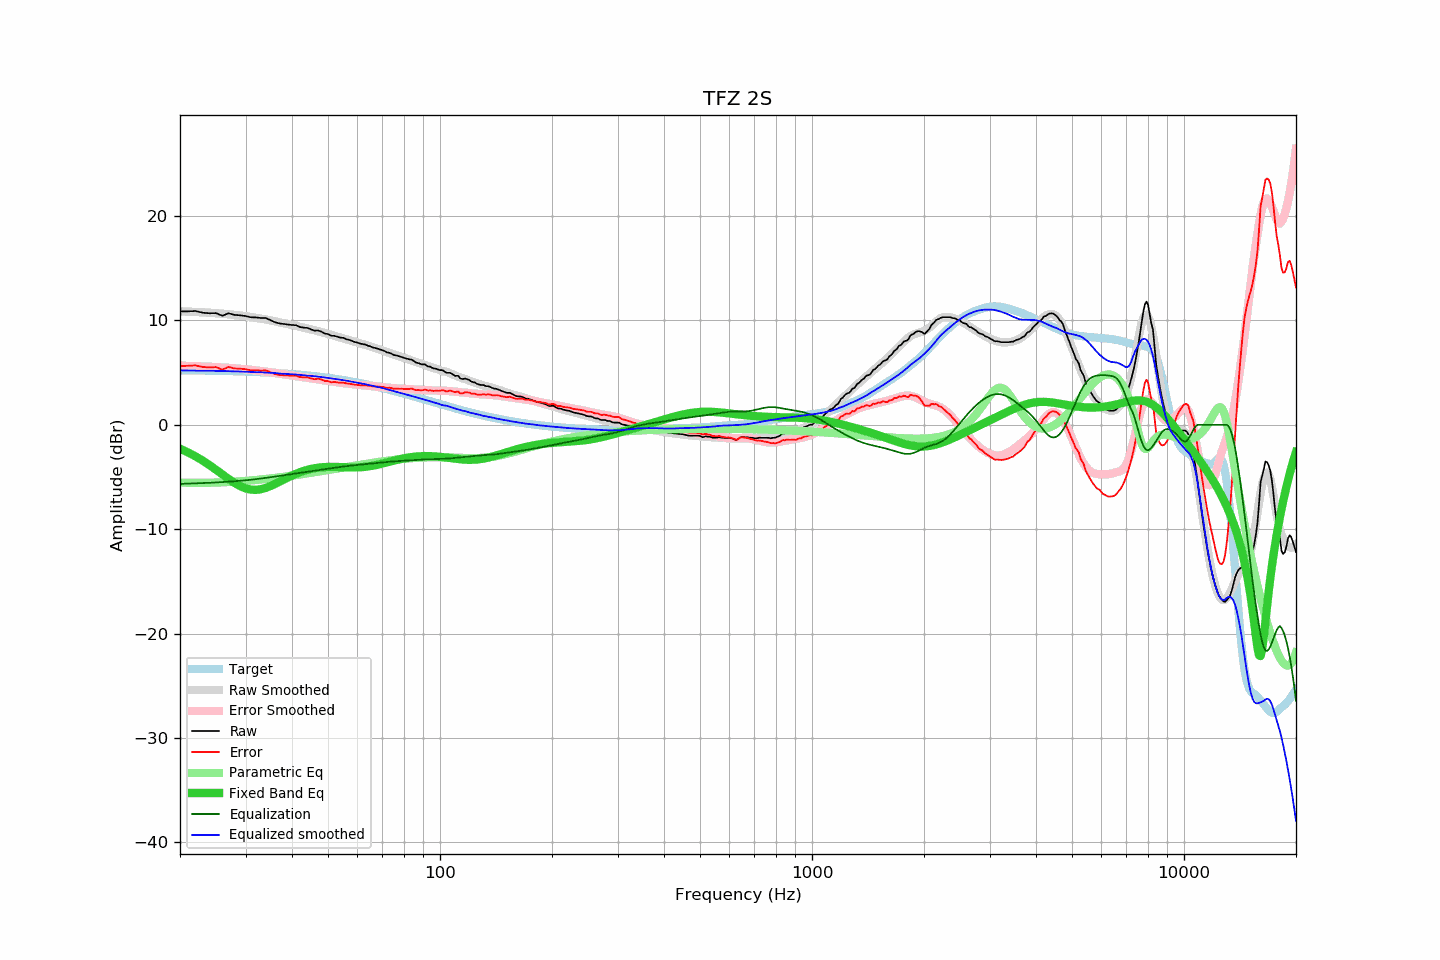 TFZ 2S
Amplitude (dBr)
20
10
0
−10
−20
−30
−40
Target
Raw Smoothed
Error Smoothed
Raw
Error
Parametric Eq
Fixed Band Eq
Equalization
Equalized smoothed
100
1000
10000
Frequency (Hz)